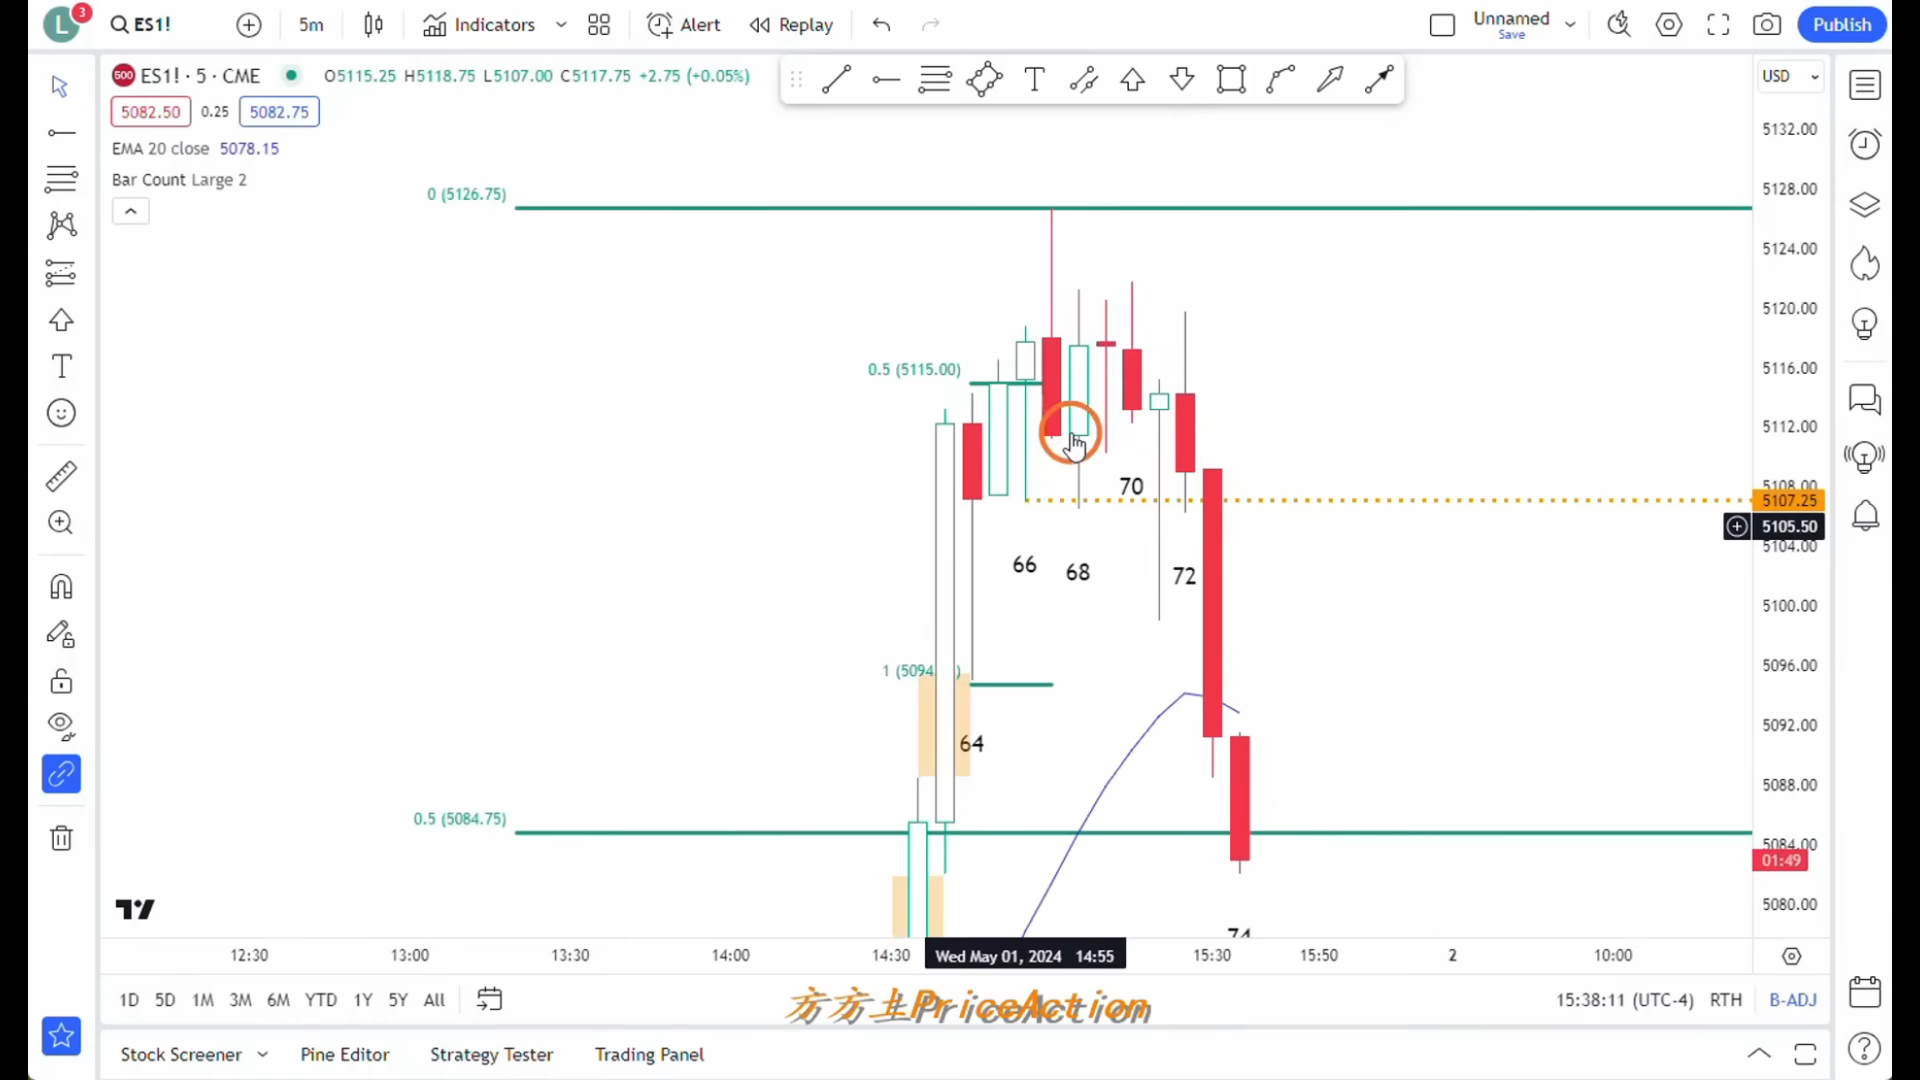 L 3 ES1! 5m Indicators Alert Replay Unnamed Save Publish
500 ES1! · 5 · CME O5115.25 H5118.75 L5107.00 C5117.75 +2.75 (+0.05%)
5082.50 0.25 5082.75
EMA 20 close 5078.15
Bar Count Large 2
USD
5132.00
5128.00
5124.00
5120.00
5116.00
5112.00
5108.00
5107.25
5105.50
5104.00
5100.00
5096.00
5092.00
5088.00
5084.00
01:49
5080.00
0 (5126.75)
0.5 (5115.00)
70
66
68
72
1 (5094. )
64
0.5 (5084.75)
74
12:30 13:00 13:30 14:00 14:30 Wed May 01, 2024 14:55 15:30 15:50 2 10:00
1D 5D 1M 3M 6M YTD 1Y 5Y All
方方土PriceAction
15:38:11 (UTC-4) RTH B-ADJ
Stock Screener Pine Editor Strategy Tester Trading Panel